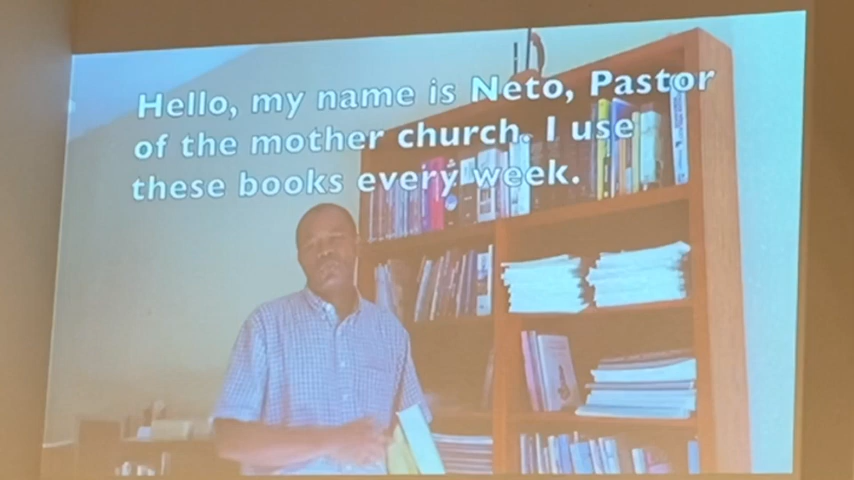 Hello, my name is Neto, Pastor
of the mother church. I use
these books every week.